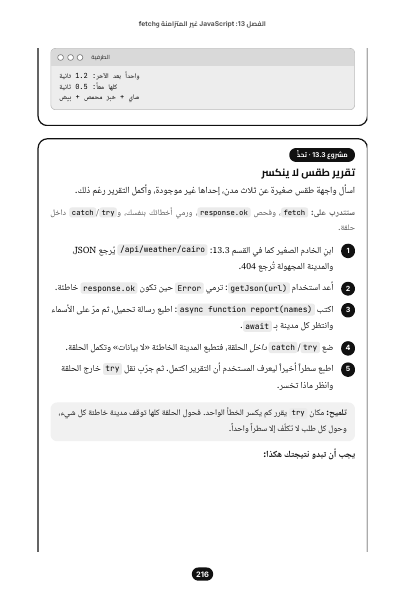 الفصل 13: JavaScript غير المتزامنة وfetch
الطرفية
واحداً بعد الآخر: 1.2 ثانية
كلها معاً: 0.5 ثانية
شاي + خبز محمص + بيض
مشروع 13.3 · تحدٍّ
تقرير طقس لا ينكسر
اسأل واجهة طقس صغيرة عن ثلاث مدن، إحداها غير موجودة، وأكمل التقرير رغم ذلك.
ستتدرب على: fetch، وفحص response.ok، ورمي أخطائك بنفسك، و try / catch داخل
حلقة.
1 ابنِ الخادم الصغير كما في القسم 13.3: /api/weather/cairo تُرجع JSON،
والمدينة المجهولة تُرجع 404.
2 أعد استخدام getJson(url): ترمي Error حين تكون response.ok خاطئة.
3 اكتب async function report(names): اطبع رسالة تحميل، ثم مرّ على الأسماء
وانتظر كل مدينة بـ await.
4 ضع try / catch داخل الحلقة، فتطبع المدينة الخاطئة «لا بيانات» وتكمل الحلقة.
5 اطبع سطراً أخيراً ليعرف المستخدم أن التقرير اكتمل. ثم جرّب نقل try خارج الحلقة
وانظر ماذا تخسر.
تلميح: مكان try يقرر كم يكسر الخطأ الواحد. فحول الحلقة كلها توقف مدينة خاطئة كل شيء،
وحول كل طلب لا تكلّف إلا سطراً واحداً.
يجب أن تبدو نتيجتك هكذا:
216